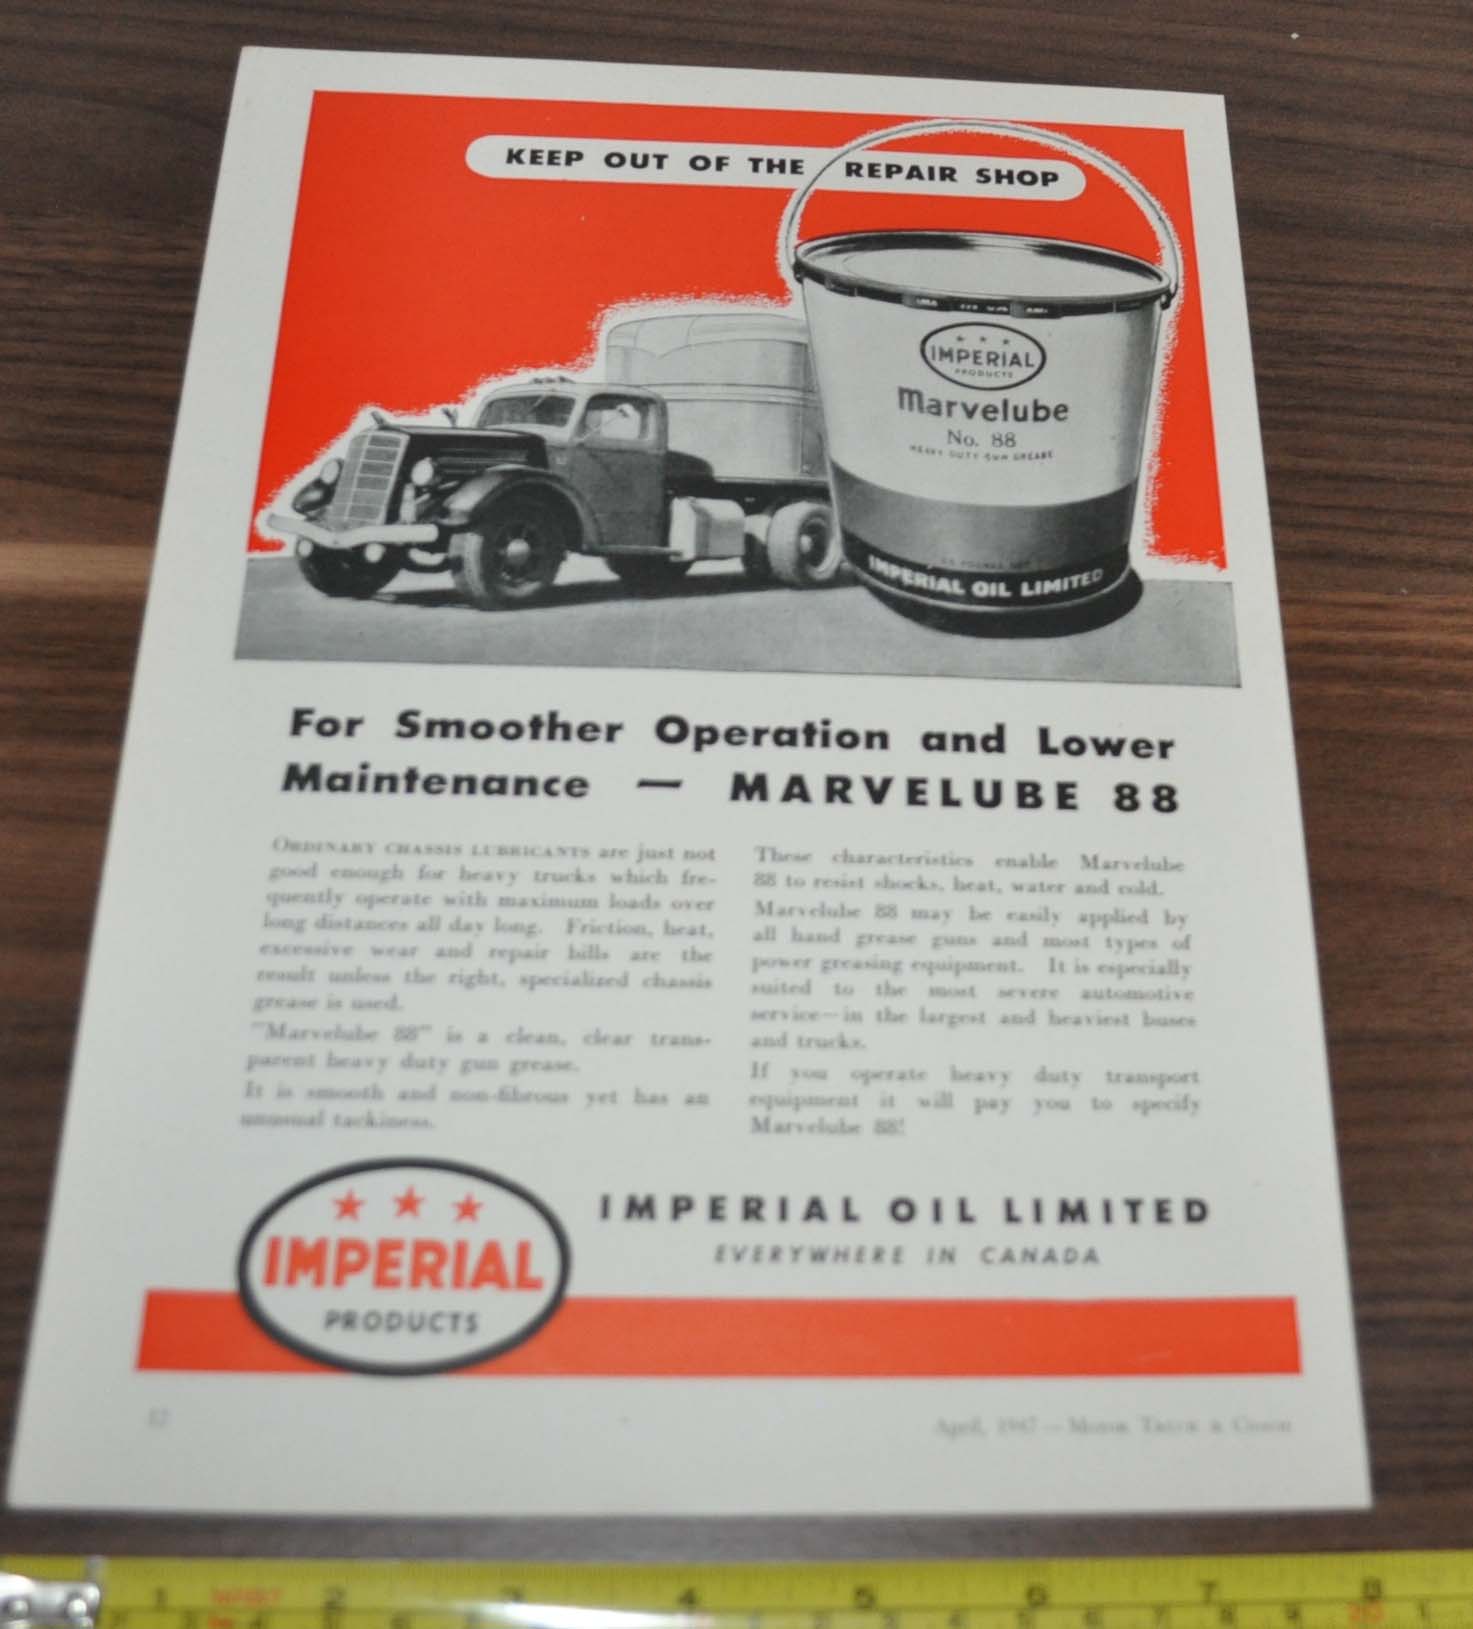 KEEP OUT OF THE REPAIR SHOP
IMPERIAL
PRODUCTS
Marvelube
No. 88
HEAVY DUTY GUN GREASE
IMPERIAL OIL LIMITED
For Smoother Operation and Lower
Maintenance — MARVELUBE 88
ORDINARY CHASSIS LUBRICANTS are just not
good enough for heavy trucks which fre-
quently operate with maximum loads over
long distances all day long. Friction, heat,
excessive wear and repair bills are the
result unless the right, specialized chassis
grease is used.
"Marvelube 88" is a clean, clear trans-
parent heavy duty gun grease.
It is smooth and non-fibrous yet has an
unusual tackiness.
These characteristics enable Marvelube
88 to resist shocks, heat, water and cold.
Marvelube 88 may be easily applied by
all hand grease guns and most types of
power greasing equipment. It is especially
suited to the most severe automotive
service—in the largest and heaviest buses
and trucks.
If you operate heavy duty transport
equipment it will pay you to specify
Marvelube 88!
IMPERIAL
PRODUCTS
IMPERIAL OIL LIMITED
EVERYWHERE IN CANADA
April, 1947 — MOTOR TRUCK & COACH
1 2 3 4 5 6 7 8